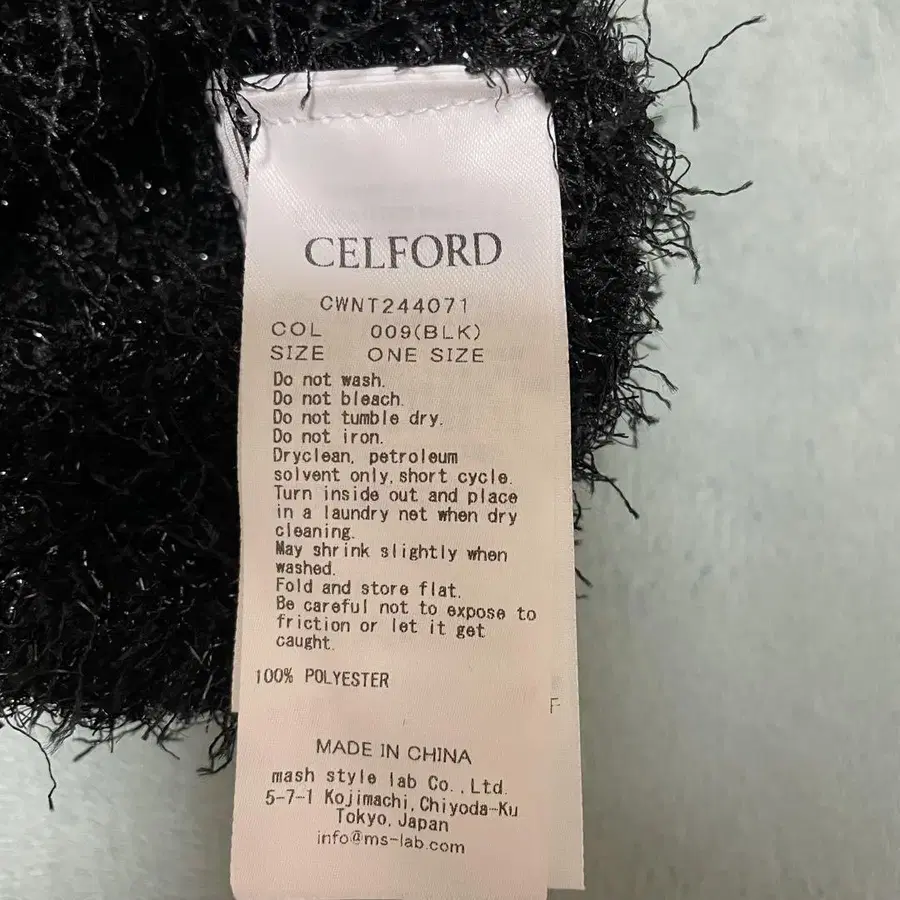 CELFORD
CWNT244071
COL 009(BLK)
SIZE ONE SIZE
Do not wash.
Do not bleach.
Do not tumble dry.
Do not iron.
Dryclean, petroleum
solvent only, short cycle.
Turn inside out and place
in a laundry net when dry
cleaning.
May shrink slightly when
washed.
Fold and store flat.
Be careful not to expose to
friction or let it get
caught.
100% POLYESTER
F
MADE IN CHINA
mash style lab Co., Ltd.
5-7-1 Kojimachi, Chiyoda-Ku
Tokyo, Japan
info@ms-lab.com